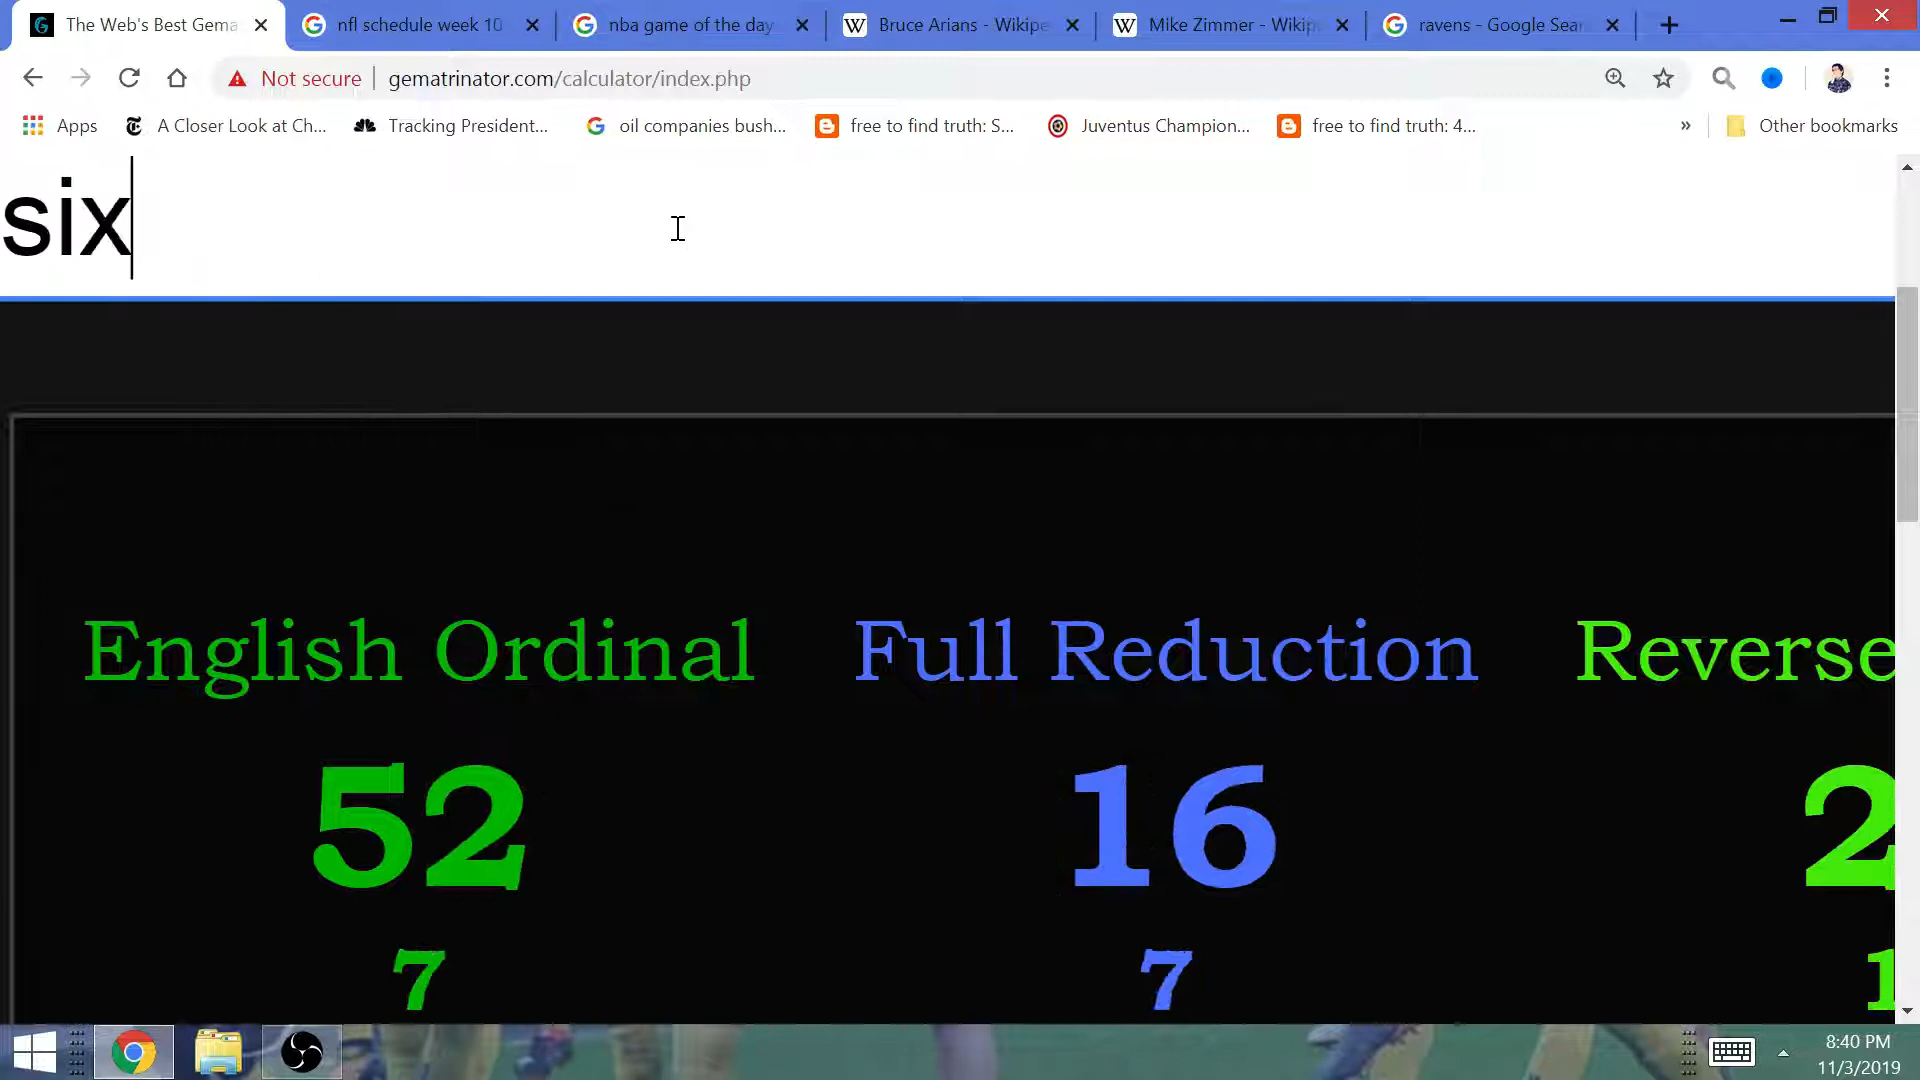 The Web's Best Gema
nfl schedule week 10
nba game of the day
Bruce Arians - Wikipe
Mike Zimmer - Wikip
ravens - Google Sear
Not secure
gematrinator.com/calculator/index.php
Apps
A Closer Look at Ch...
Tracking President...
oil companies bush...
free to find truth: S...
Juventus Champion...
free to find truth: 4...
Other bookmarks
six
English Ordinal
Full Reduction
Reverse
52
16
2
7
7
1
8:40 PM
11/3/2019